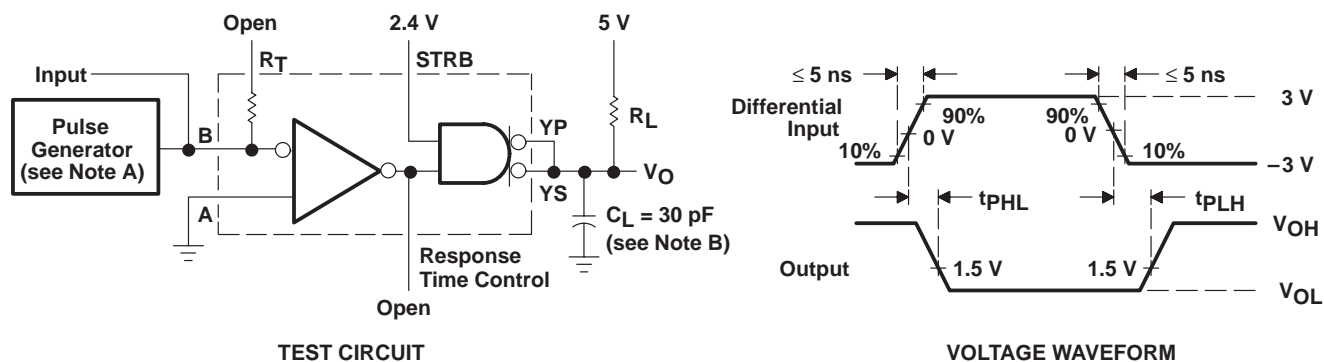 Open
2.4 V
5 V
RT
STRB
Input
Pulse
Generator
(see Note A)
B
A
YP
YS
RL
VO
CL = 30 pF
(see Note B)
Response
Time Control
Open
TEST CIRCUIT
≤ 5 ns
≤ 5 ns
Differential
Input
3 V
90%
90%
0 V
0 V
10%
10%
–3 V
tPHL
tPLH
VOH
Output
1.5 V
1.5 V
VOL
VOLTAGE WAVEFORM